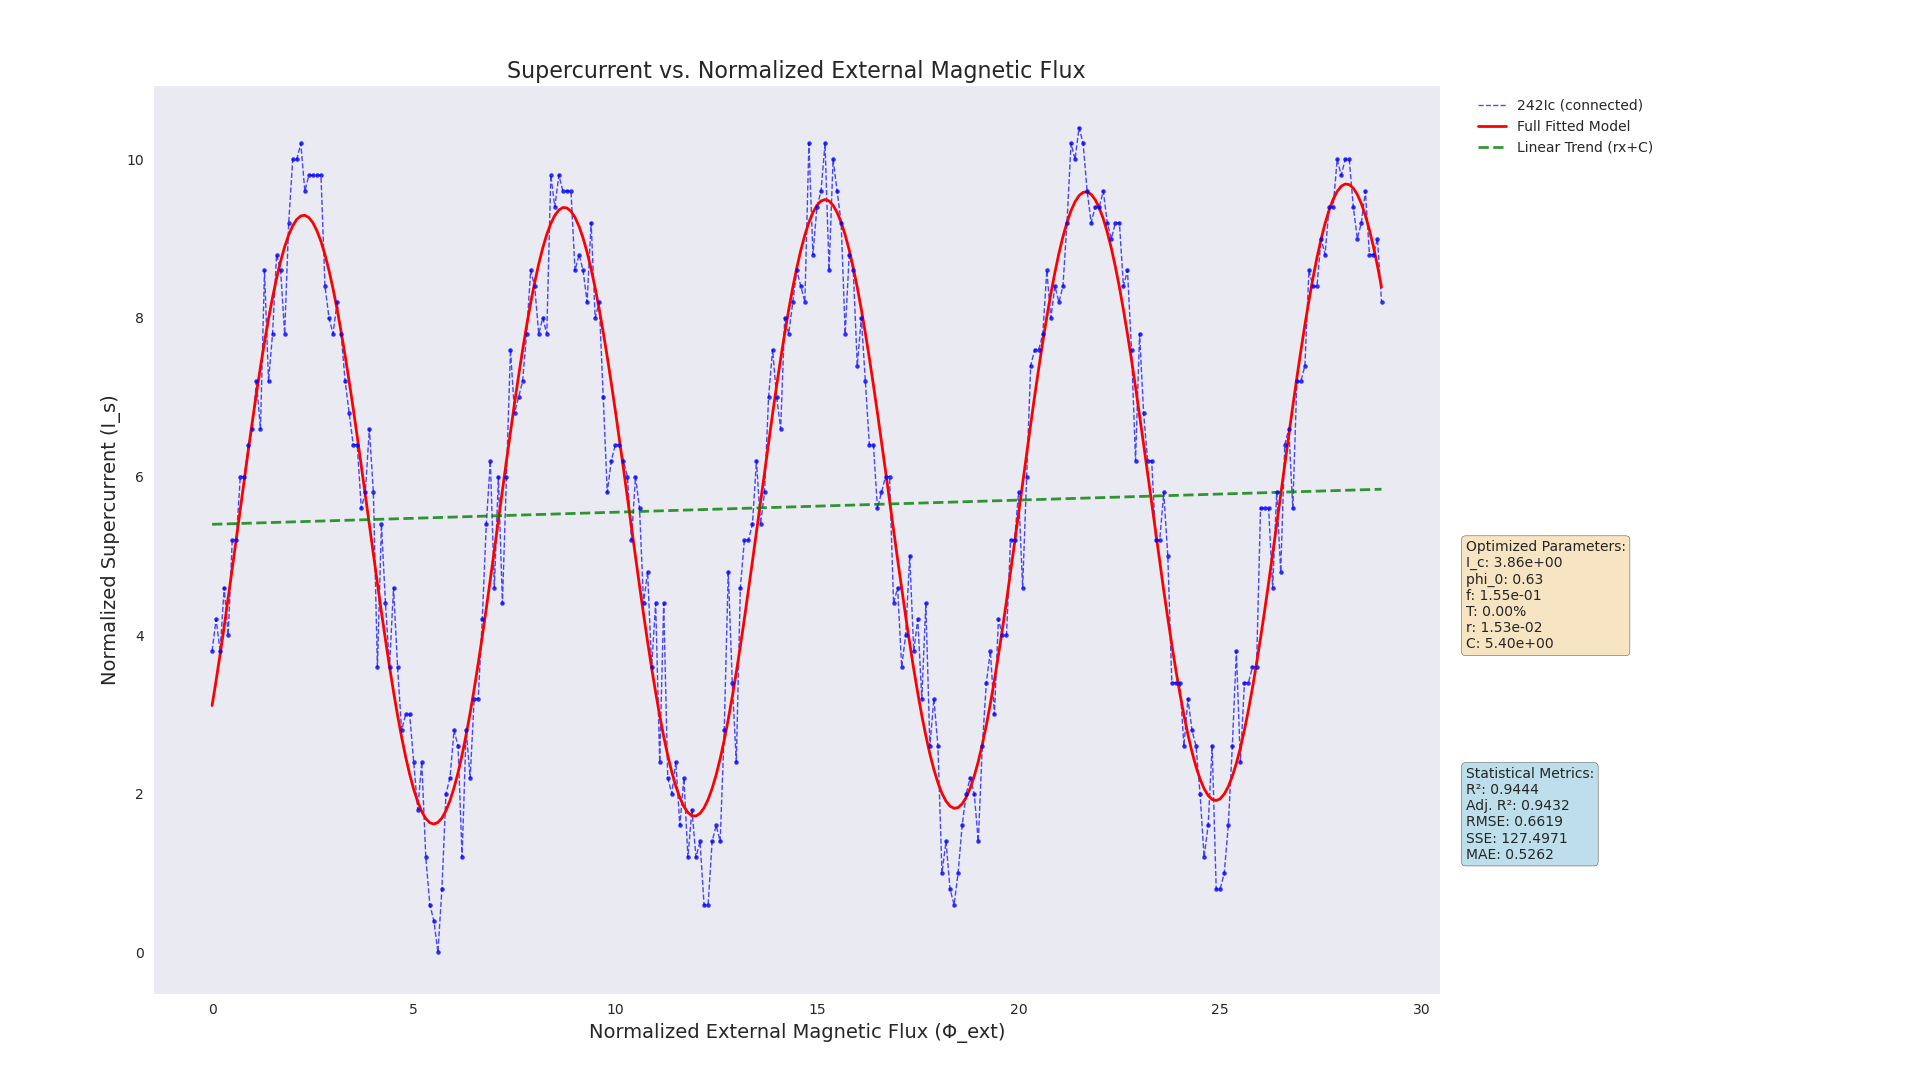 Supercurrent vs. Normalized External Magnetic Flux
242Ic (connected)
Full Fitted Model
Linear Trend (rx+C)
10
8
6
4
2
0
Normalized Supercurrent (I_s)
0 5 10 15 20 25 30
Normalized External Magnetic Flux (Φ_ext)
Optimized Parameters:
I_c: 3.86e+00
phi_0: 0.63
f: 1.55e-01
T: 0.00%
r: 1.53e-02
C: 5.40e+00
Statistical Metrics:
R²: 0.9444
Adj. R²: 0.9432
RMSE: 0.6619
SSE: 127.4971
MAE: 0.5262